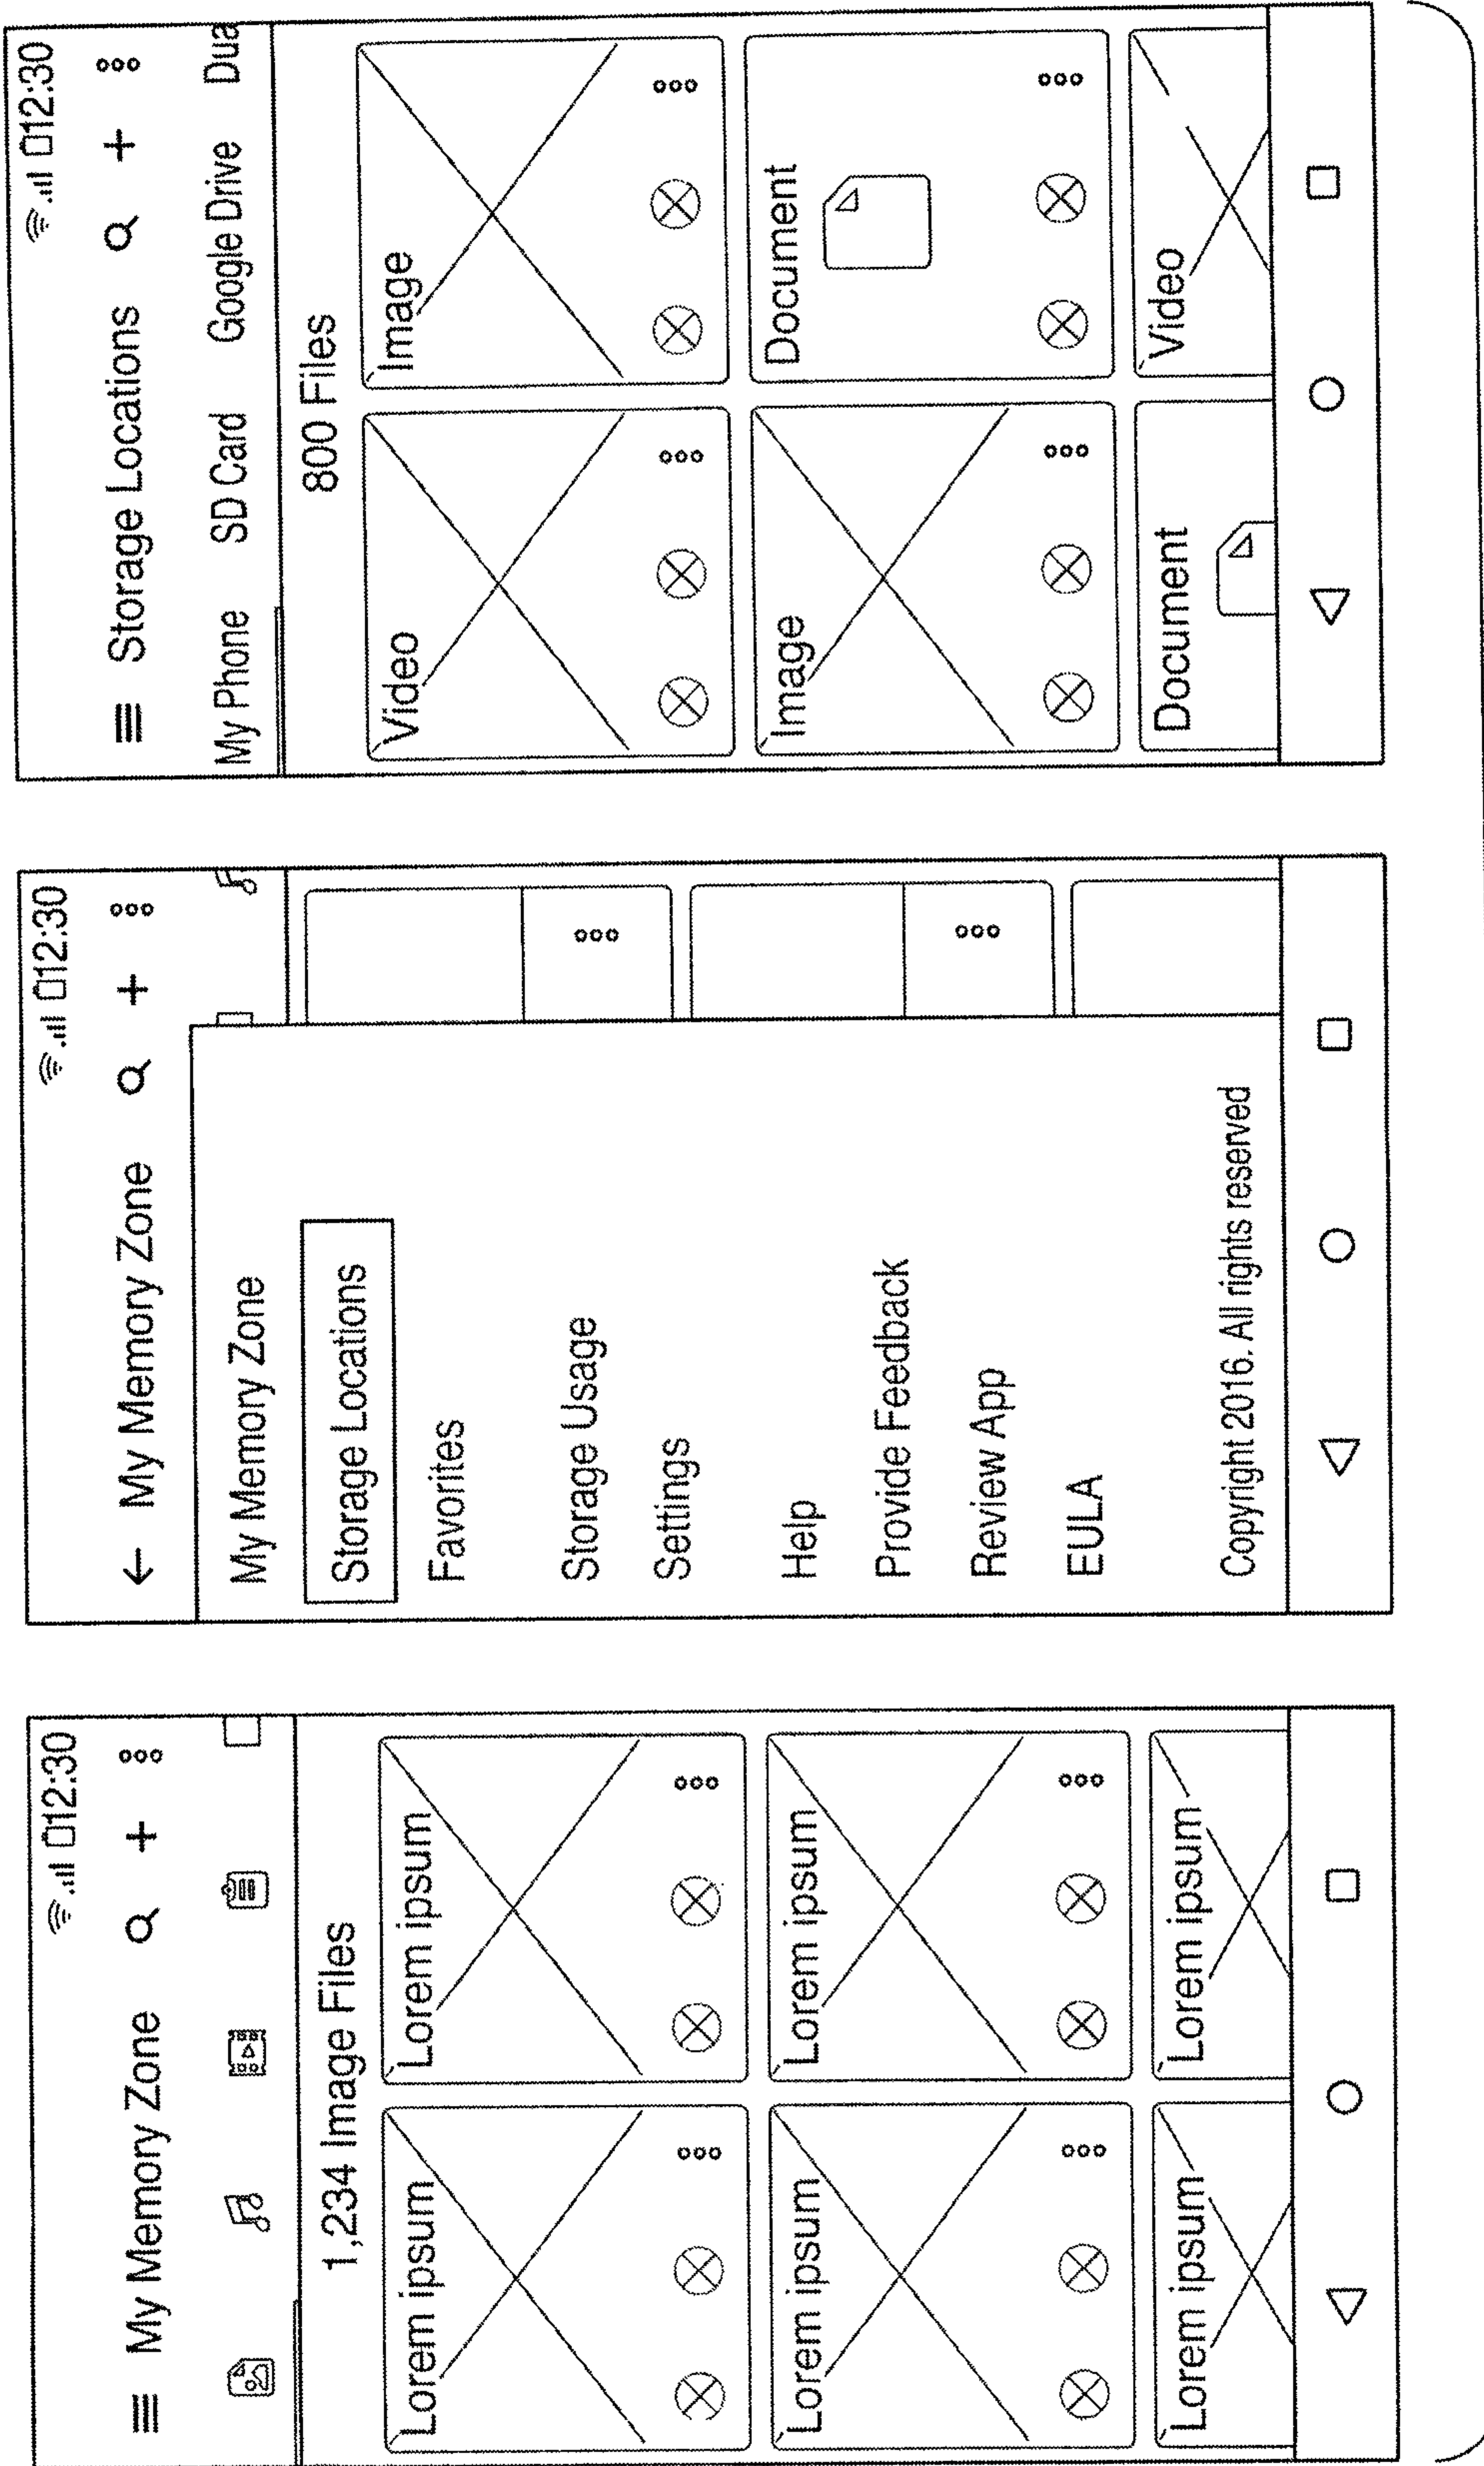 12:30
My Memory Zone
1,234 Image Files
Lorem ipsum
Lorem ipsum
Lorem ipsum
Lorem ipsum
Lorem ipsum
Lorem ipsum
12:30
My Memory Zone
My Memory Zone
Storage Locations
Favorites
Storage Usage
Settings
Help
Provide Feedback
Review App
EULA
Copyright 2016. All rights reserved
12:30
Storage Locations
My Phone SD Card Google Drive Dua
800 Files
Video
Image
Image
Document
Document
Video